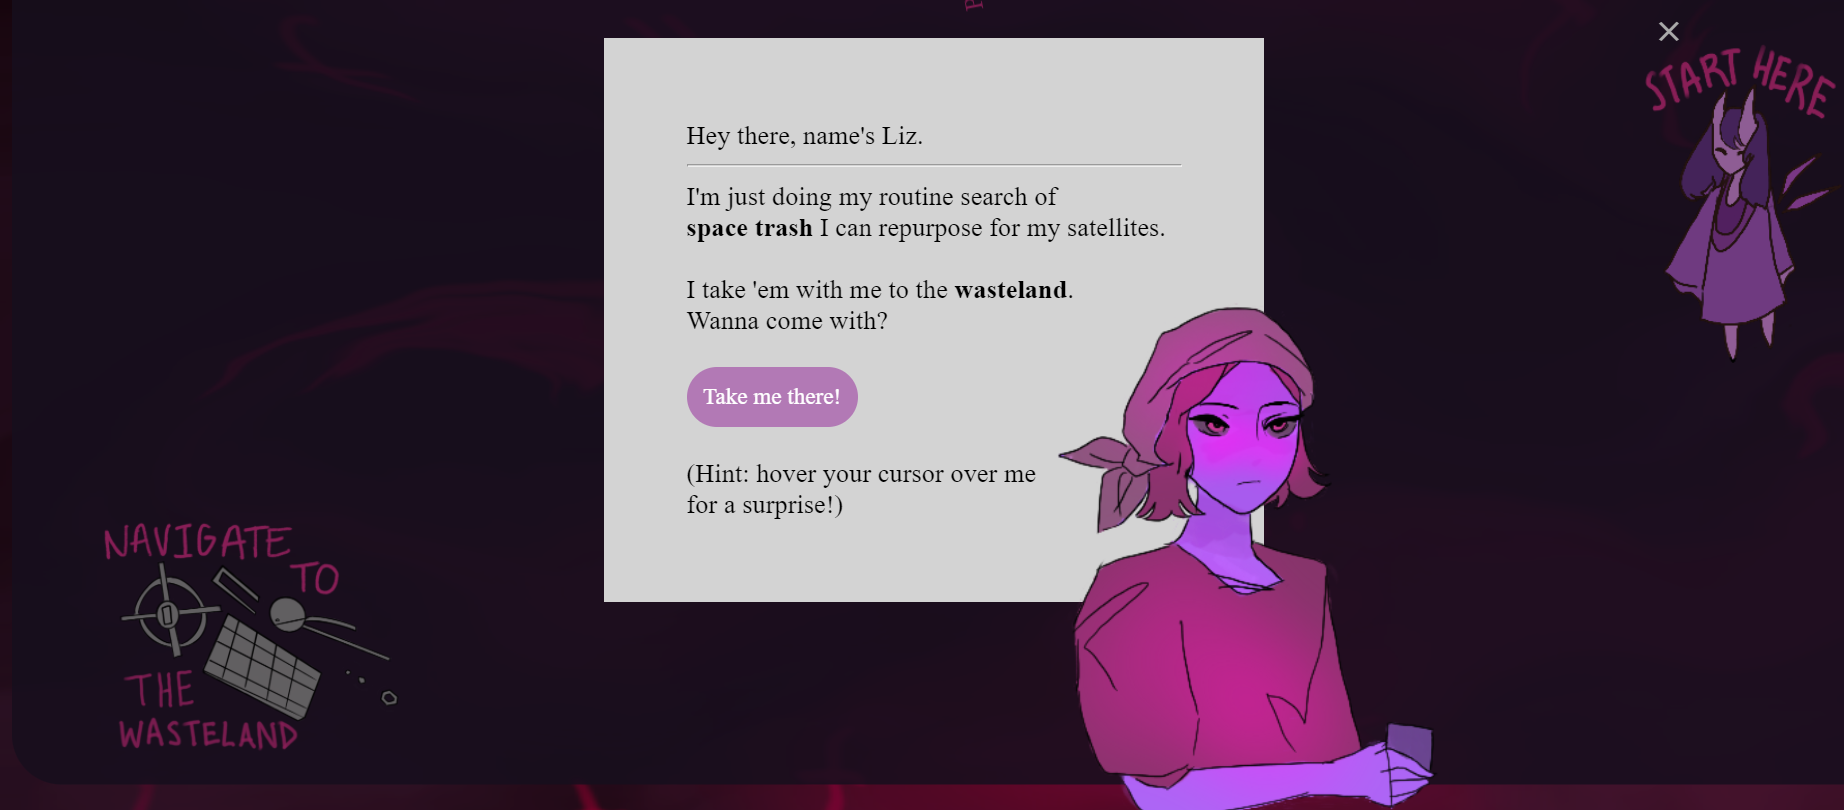 Hey there, name's Liz.
I'm just doing my routine search of
space trash I can repurpose for my satellites.
I take 'em with me to the wasteland.
Wanna come with?
Take me there!
(Hint: hover your cursor over me
for a surprise!)
START HERE
NAVIGATE
TO
THE
WASTELAND